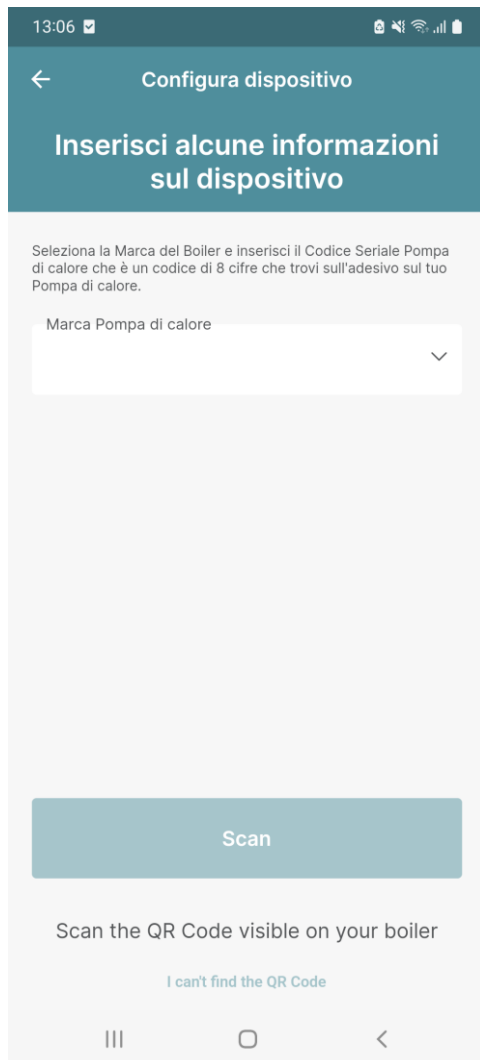 13:06
Configura dispositivo
Inserisci alcune informazioni
sul dispositivo
Seleziona la Marca del Boiler e inserisci il Codice Seriale Pompa
di calore che è un codice di 8 cifre che trovi sull'adesivo sul tuo
Pompa di calore.
Marca Pompa di calore
Scan
Scan the QR Code visible on your boiler
I can't find the QR Code